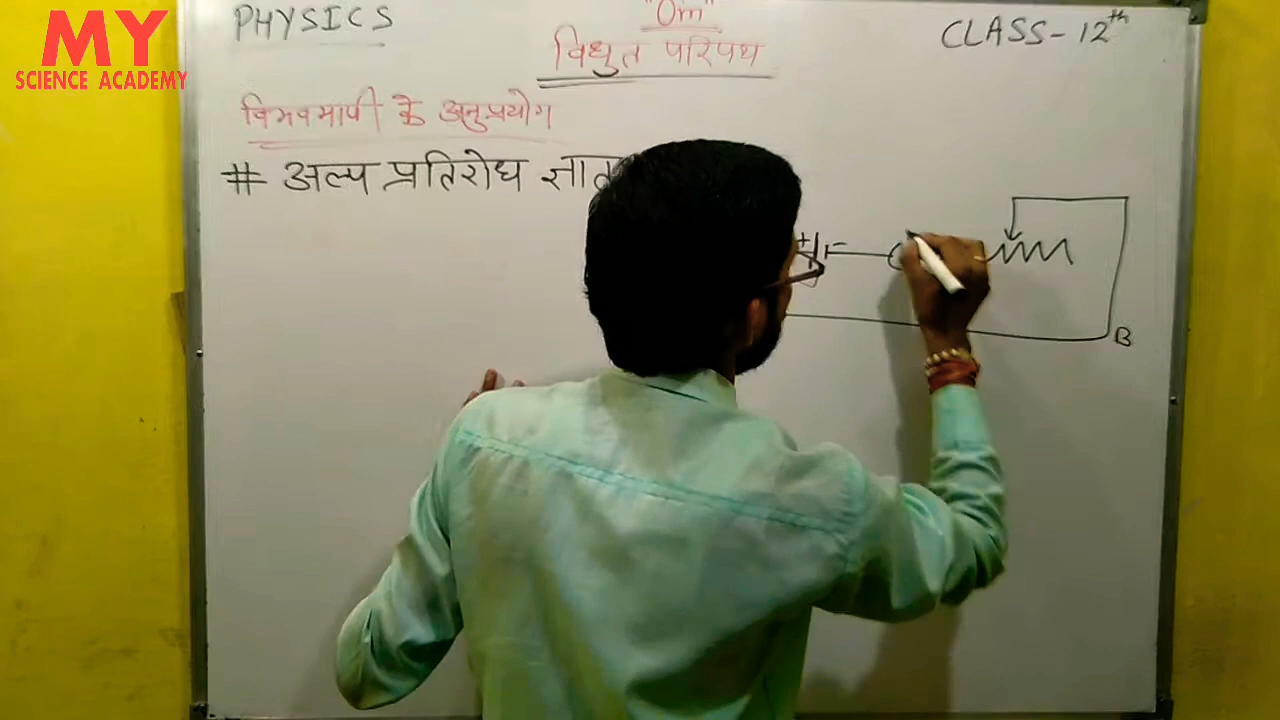 MY
SCIENCE ACADEMY
PHYSICS
"Om"
CLASS-12th
विधुत परिपथ
विभवमापी के अनुप्रयोग
# अल्प प्रतिरोध
+ -
B